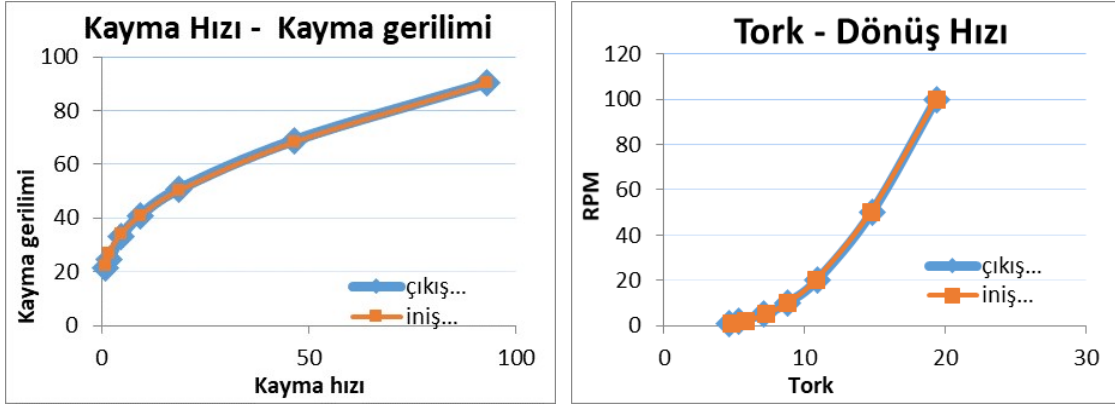 Kayma Hızı -  Kayma gerilimi
100
80
60
40
20
0
0
50
100
Kayma gerilimi
Kayma hızı
çıkış...
iniş...
Tork - Dönüş Hızı
120
100
80
60
40
20
0
0
10
20
30
RPM
Tork
çıkış...
iniş...